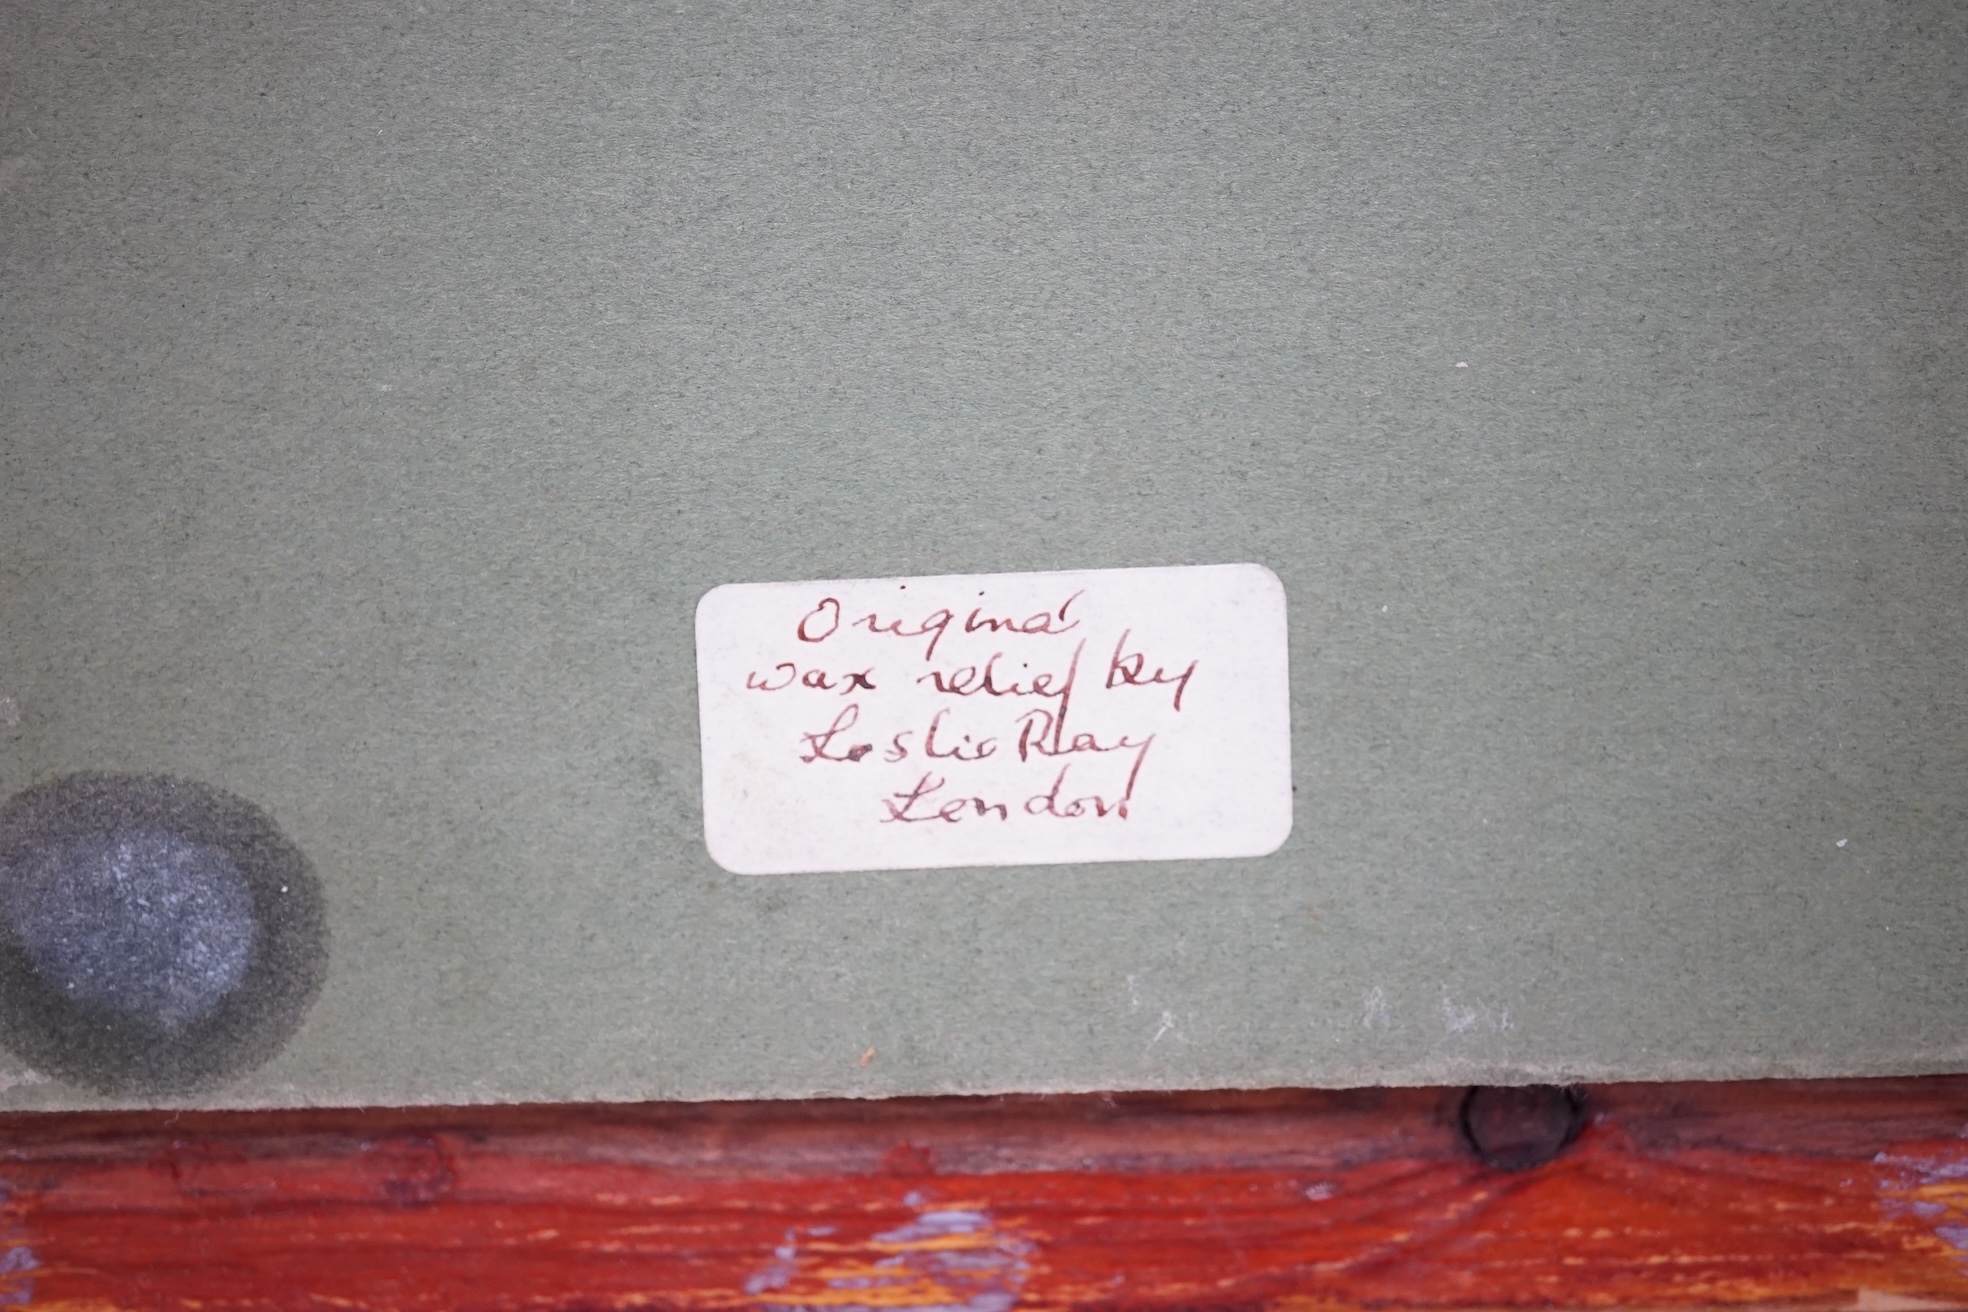 Original
wax relief by
Leslie Ray
London